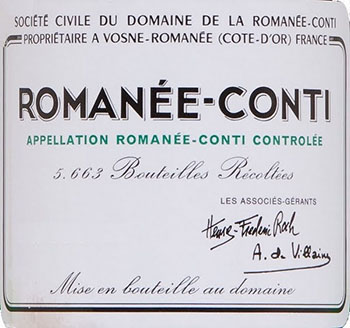 SOCIÉTÉ CIVILE DU DOMAINE DE LA ROMANÉE-CONTI
PROPRIÉTAIRE A VOSNE-ROMANÉE (COTE-D'OR) FRANCE
ROMANÉE-CONTI
APPELLATION ROMANÉE-CONTI CONTROLÉE
5.663 Bouteilles Récoltées
LES ASSOCIÉS-GÉRANTS
Henry-Frédéric Roch
A. de Villaine
Mise en bouteille au domaine